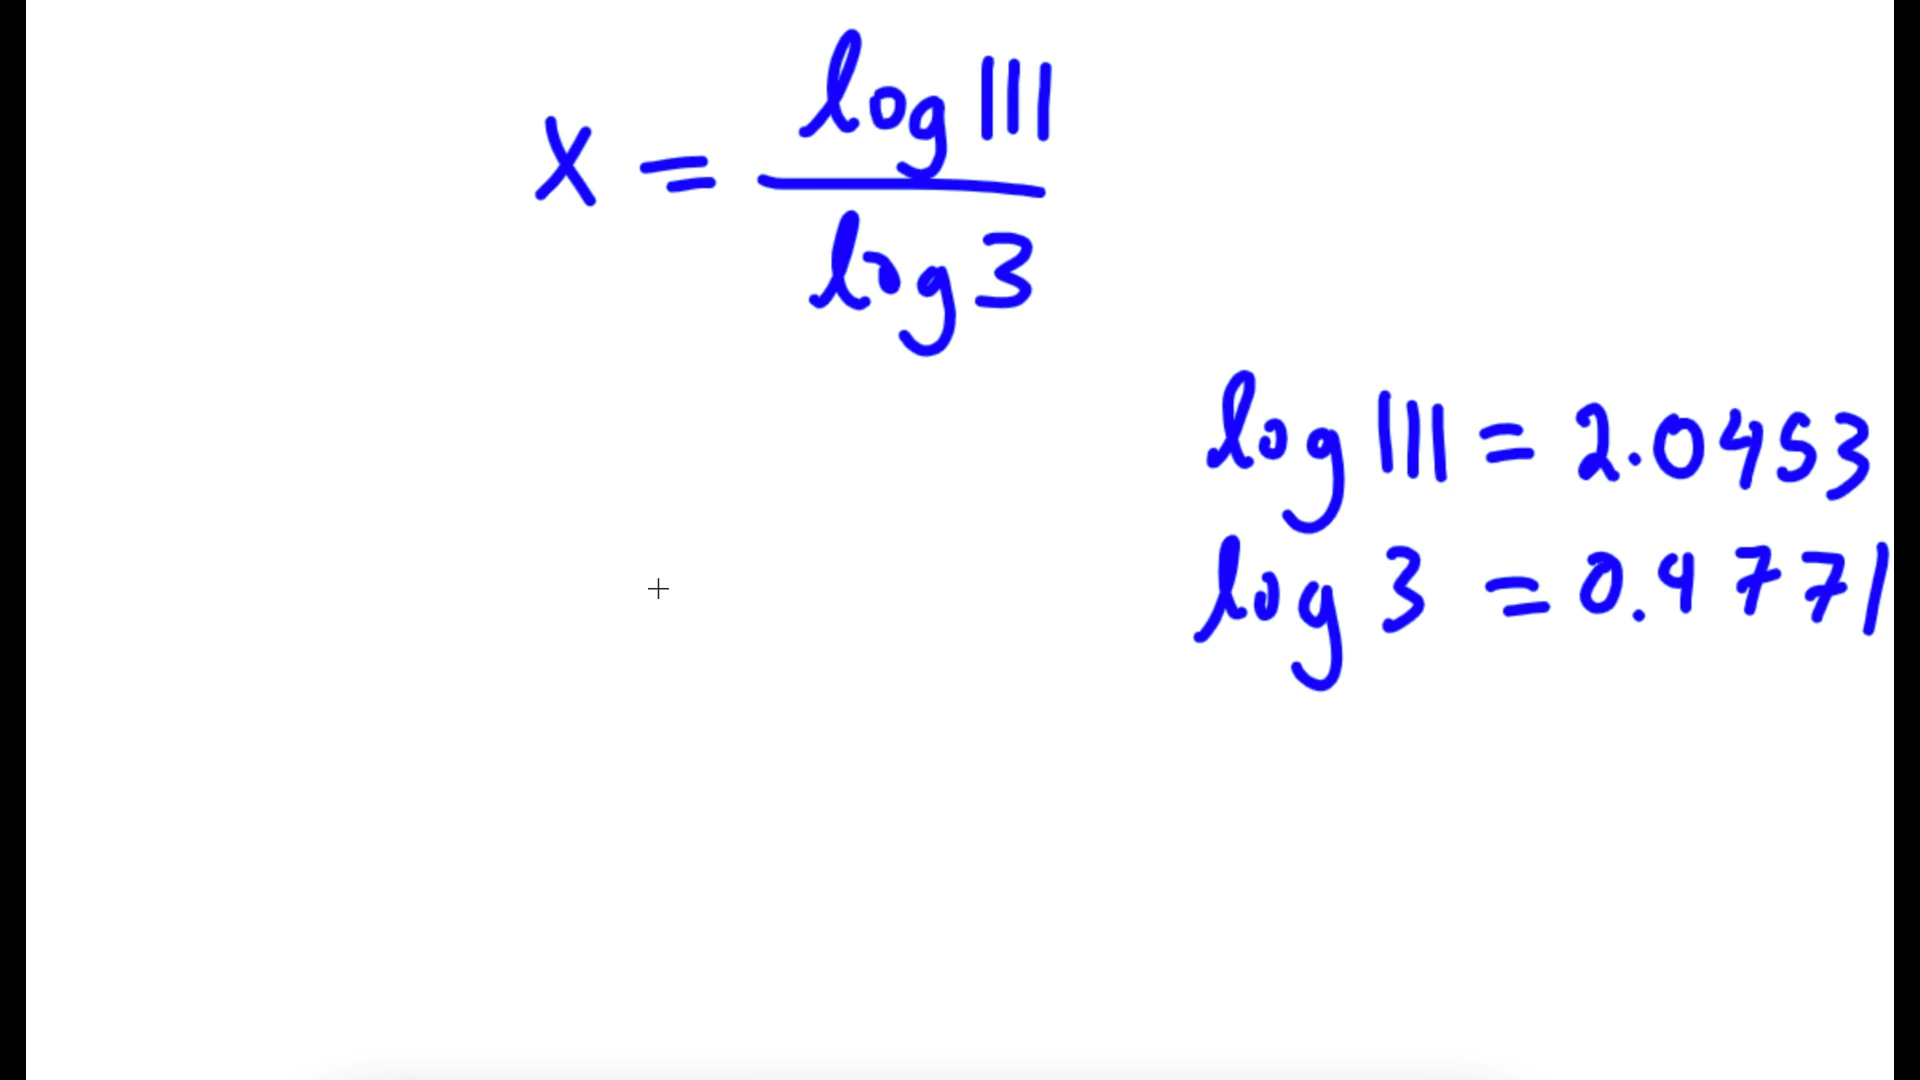 x = log 111 / log 3
log 111 = 2.0453
log 3 = 0.4771